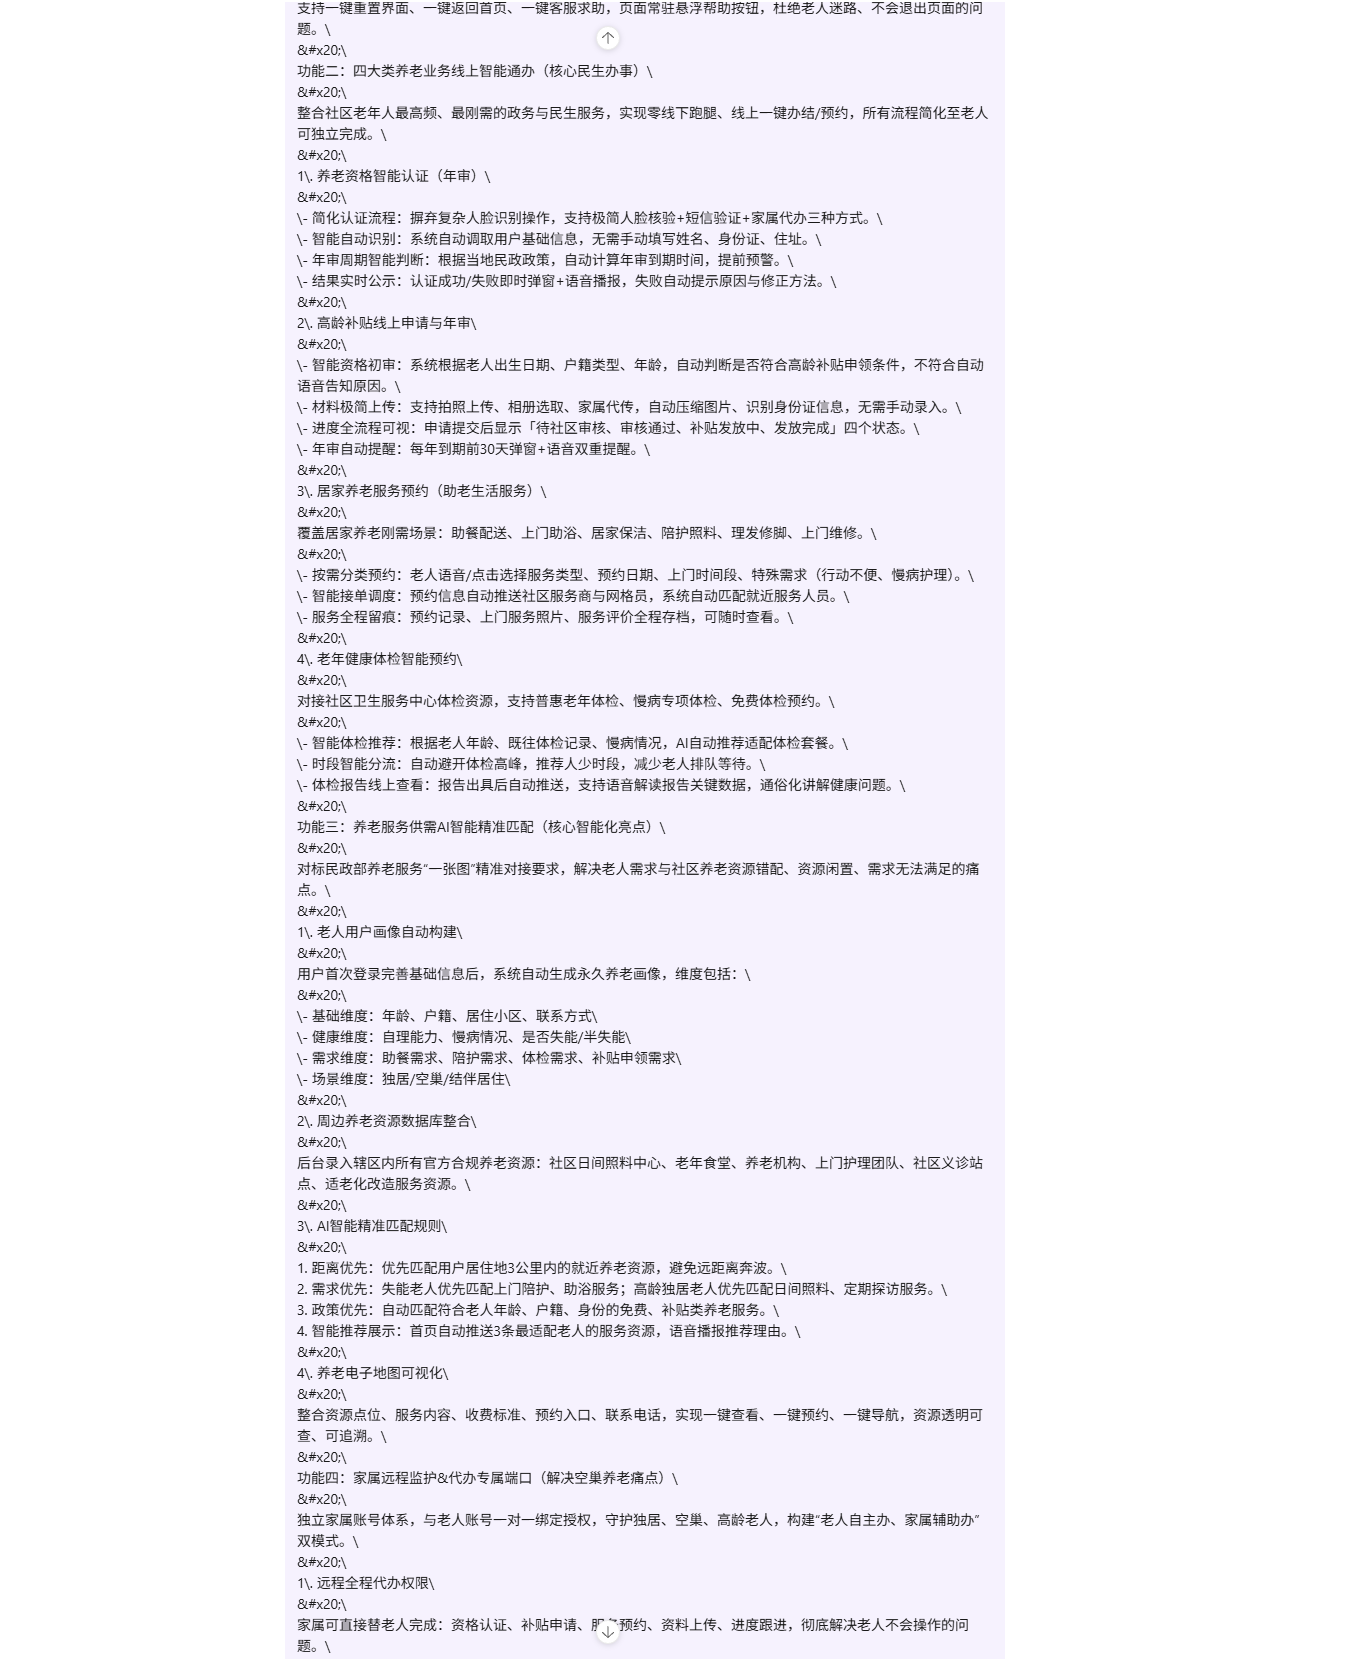 支持一键重置界面、一键返回首页、一键客服求助，页面常驻悬浮帮助按钮，杜绝老人迷路、不会退出页面的问
题。\
&#x20;\
功能二：四大类养老业务线上智能通办（核心民生办事）\
&#x20;\
整合社区老年人最高频、最刚需的政务与民生服务，实现零线下跑腿、线上一键办结/预约，所有流程简化至老人
可独立完成。\
&#x20;\
1\. 养老资格智能认证（年审）\
&#x20;\
\- 简化认证流程：摒弃复杂人脸识别操作，支持极简人脸核验+短信验证+家属代办三种方式。\
\- 智能自动识别：系统自动调取用户基础信息，无需手动填写姓名、身份证、住址。\
\- 年审周期智能判断：根据当地民政政策，自动计算年审到期时间，提前预警。\
\- 结果实时公示：认证成功/失败即时弹窗+语音播报，失败自动提示原因与修正方法。\
&#x20;\
2\. 高龄补贴线上申请与年审\
&#x20;\
\- 智能资格初审：系统根据老人出生日期、户籍类型、年龄，自动判断是否符合高龄补贴申领条件，不符合自动
语音告知原因。\
\- 材料极简上传：支持拍照上传、相册选取、家属代传，自动压缩图片、识别身份证信息，无需手动录入。\
\- 进度全流程可视：申请提交后显示「待社区审核、审核通过、补贴发放中、发放完成」四个状态。\
\- 年审自动提醒：每年到期前30天弹窗+语音双重提醒。\
&#x20;\
3\. 居家养老服务预约（助老生活服务）\
&#x20;\
覆盖居家养老刚需场景：助餐配送、上门助浴、居家保洁、陪护照料、理发修脚、上门维修。\
&#x20;\
\- 按需分类预约：老人语音/点击选择服务类型、预约日期、上门时间段、特殊需求（行动不便、慢病护理）。\
\- 智能接单调度：预约信息自动推送社区服务商与网格员，系统自动匹配就近服务人员。\
\- 服务全程留痕：预约记录、上门服务照片、服务评价全程存档，可随时查看。\
&#x20;\
4\. 老年健康体检智能预约\
&#x20;\
对接社区卫生服务中心体检资源，支持普惠老年体检、慢病专项体检、免费体检预约。\
&#x20;\
\- 智能体检推荐：根据老人年龄、既往体检记录、慢病情况，AI自动推荐适配体检套餐。\
\- 时段智能分流：自动避开体检高峰，推荐人少时段，减少老人排队等待。\
\- 体检报告线上查看：报告出具后自动推送，支持语音解读报告关键数据，通俗化讲解健康问题。\
&#x20;\
功能三：养老服务供需AI智能精准匹配（核心智能化亮点）\
&#x20;\
对标民政部养老服务“一张图”精准对接要求，解决老人需求与社区养老资源错配、资源闲置、需求无法满足的痛
点。\
&#x20;\
1\. 老人用户画像自动构建\
&#x20;\
用户首次登录完善基础信息后，系统自动生成永久养老画像，维度包括：\
&#x20;\
\- 基础维度：年龄、户籍、居住小区、联系方式\
\- 健康维度：自理能力、慢病情况、是否失能/半失能\
\- 需求维度：助餐需求、陪护需求、体检需求、补贴申领需求\
\- 场景维度：独居/空巢/结伴居住\
&#x20;\
2\. 周边养老资源数据库整合\
&#x20;\
后台录入辖区内所有官方合规养老资源：社区日间照料中心、老年食堂、养老机构、上门护理团队、社区义诊站
点、适老化改造服务资源。\
&#x20;\
3\. AI智能精准匹配规则\
&#x20;\
1. 距离优先：优先匹配用户居住地3公里内的就近养老资源，避免远距离奔波。\
2. 需求优先：失能老人优先匹配上门陪护、助浴服务；高龄独居老人优先匹配日间照料、定期探访服务。\
3. 政策优先：自动匹配符合老人年龄、户籍、身份的免费、补贴类养老服务。\
4. 智能推荐展示：首页自动推送3条最适配老人的服务资源，语音播报推荐理由。\
&#x20;\
4\. 养老电子地图可视化\
&#x20;\
整合资源点位、服务内容、收费标准、预约入口、联系电话，实现一键查看、一键预约、一键导航，资源透明可
查、可追溯。\
&#x20;\
功能四：家属远程监护&代办专属端口（解决空巢养老痛点）\
&#x20;\
独立家属账号体系，与老人账号一对一绑定授权，守护独居、空巢、高龄老人，构建“老人自主办、家属辅助办”
双模式。\
&#x20;\
1\. 远程全程代办权限\
&#x20;\
家属可直接替老人完成：资格认证、补贴申请、服务预约、资料上传、进度跟进，彻底解决老人不会操作的问
题。\